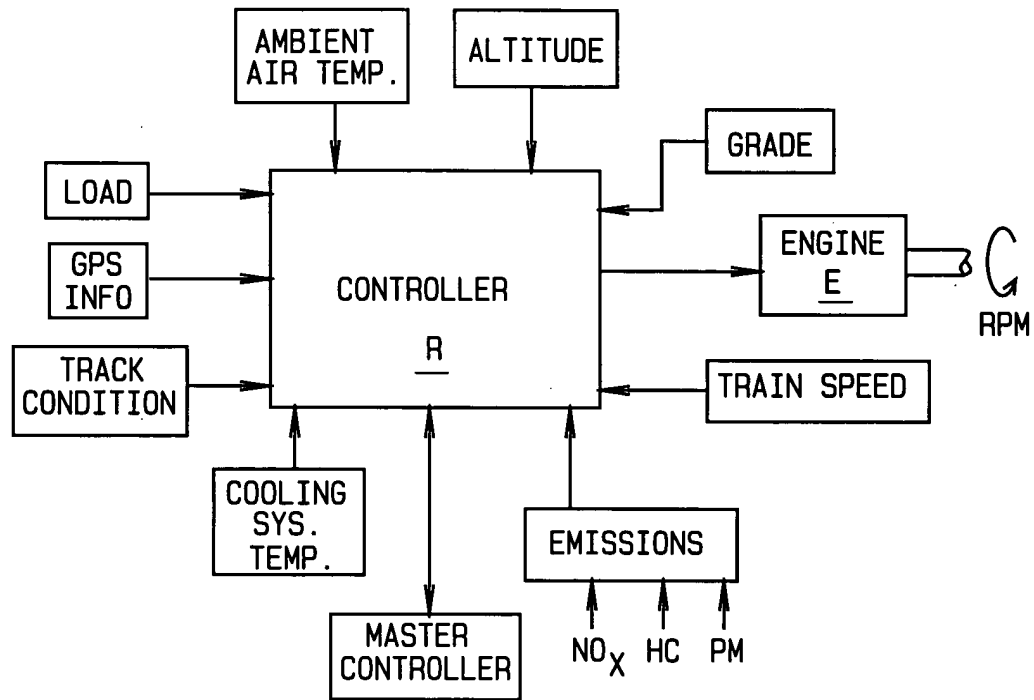 AMBIENT
AIR TEMP.
ALTITUDE
GRADE
LOAD
GPS
INFO
ENGINE
E
RPM
CONTROLLER
R
TRACK
CONDITION
TRAIN SPEED
COOLING
SYS.
TEMP.
EMISSIONS
MASTER
CONTROLLER
NOX HC PM